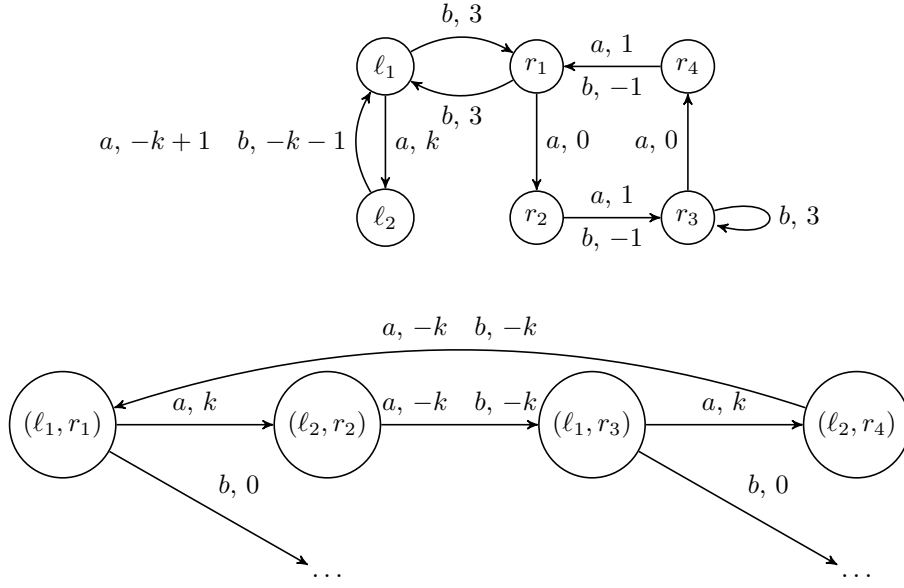 b, 3
a, 1
ℓ₁ r₁ r₄
b, 3 b, −1
a, −k + 1 b, −k − 1 a, k a, 0 a, 0
a, 1
ℓ₂ r₂ r₃ b, 3
b, −1
a, −k b, −k
a, k a, −k b, −k a, k
(ℓ₁, r₁) (ℓ₂, r₂) (ℓ₁, r₃) (ℓ₂, r₄)
b, 0 b, 0
... ...